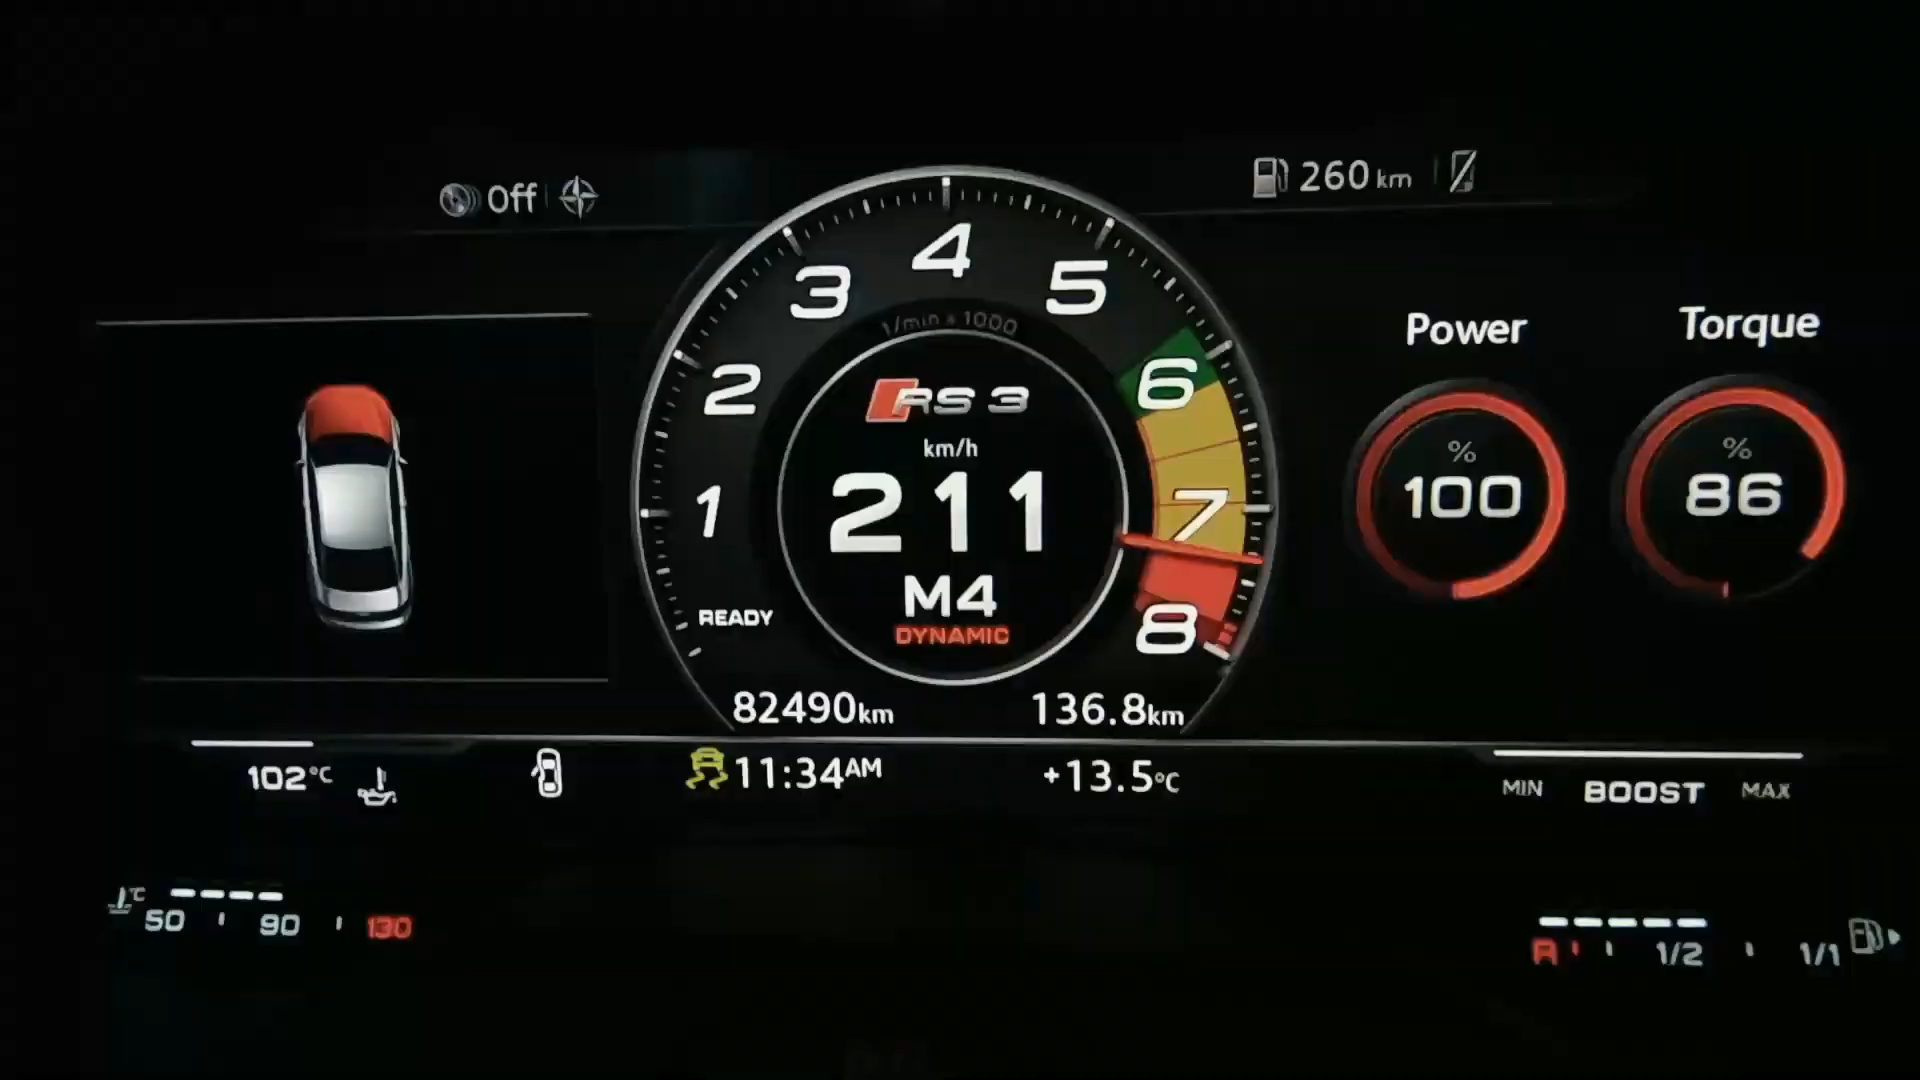 Off
260 km
4
3
5
1/min x 1000
2
6
RS 3
km/h
211
1
7
M4
READY
DYNAMIC
8
82490km
136.8km
Power
Torque
%
100
%
86
102°C
11:34AM
+13.5°C
MIN BOOST MAX
°C
50 90 130
R 1/2 1/1